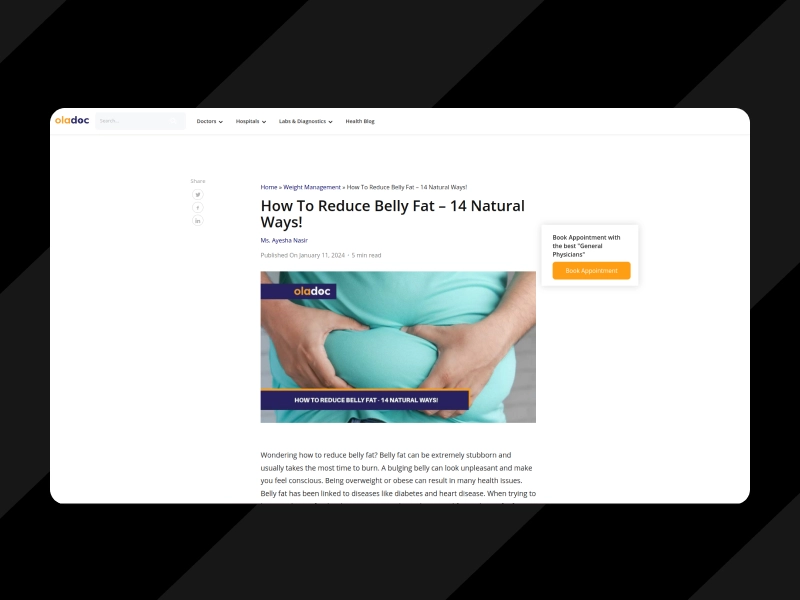 oladoc
Search...
Doctors
Hospitals
Labs & Diagnostics
Health Blog
Share
Home » Weight Management » How To Reduce Belly Fat – 14 Natural Ways!
How To Reduce Belly Fat – 14 Natural
Ways!
Ms. Ayesha Nasir
Published On January 11, 2024 · 5 min read
Book Appointment with
the best "General
Physicians"
Book Appointment
oladoc
HOW TO REDUCE BELLY FAT - 14 NATURAL WAYS!
Wondering how to reduce belly fat? Belly fat can be extremely stubborn and
usually takes the most time to burn. A bulging belly can look unpleasant and make
you feel conscious. Being overweight or obese can result in many health issues.
Belly fat has been linked to diseases like diabetes and heart disease. When trying to